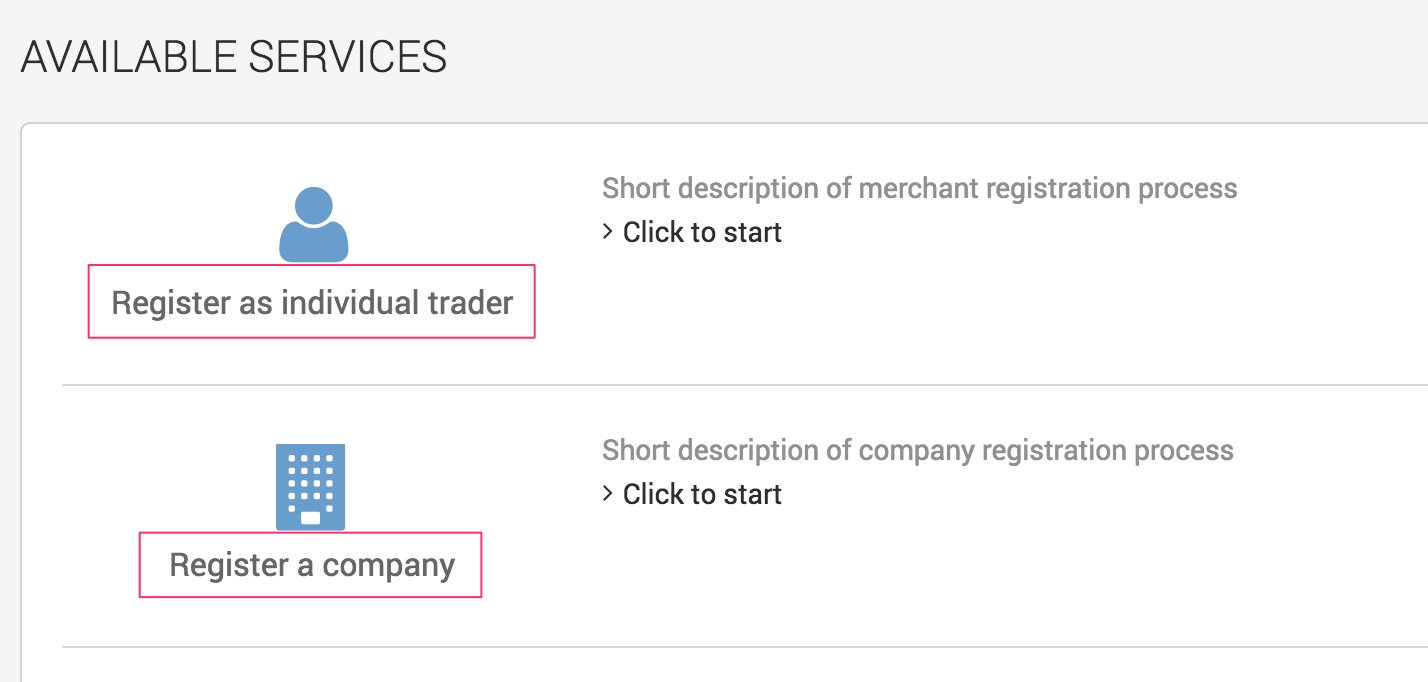 AVAILABLE SERVICES
Short description of merchant registration process
> Click to start
Register as individual trader
Short description of company registration process
> Click to start
Register a company